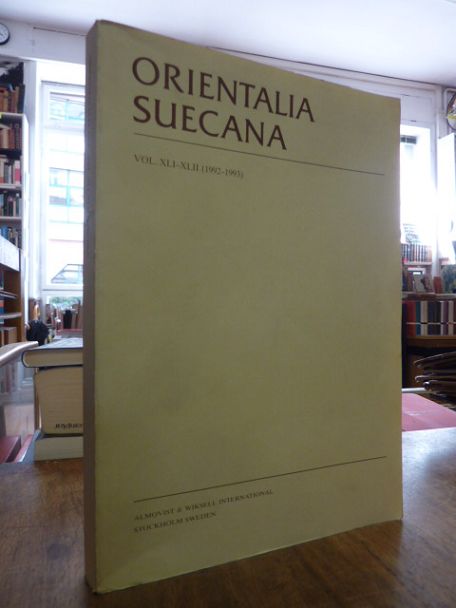 ORIENTALIA
SUECANA
VOL. XLI–XLII (1992–1993)
ALMQVIST & WIKSELL INTERNATIONAL
STOCKHOLM SWEDEN